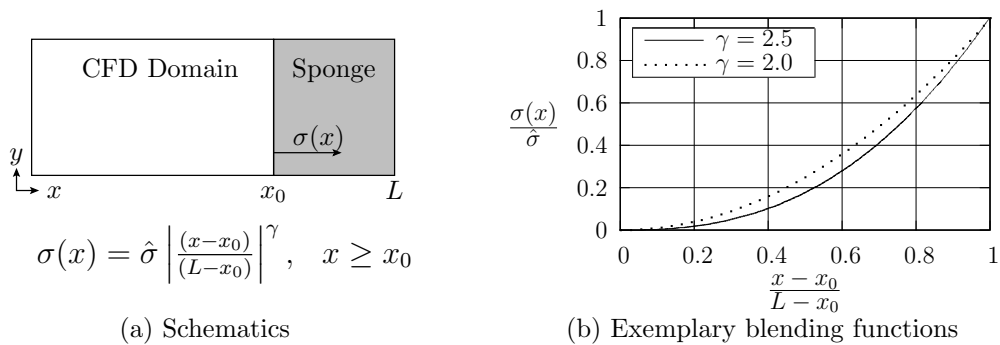 CFD Domain
Sponge
σ(x)
y
x
x₀
L
σ(x) = σ̂ |(x−x₀)/(L−x₀)|^γ, x ≥ x₀
(a) Schematics
1
0.8
0.6
0.4
0.2
0
σ(x)/σ̂
γ = 2.5
γ = 2.0
0 0.2 0.4 0.6 0.8 1
x − x₀
L − x₀
(b) Exemplary blending functions